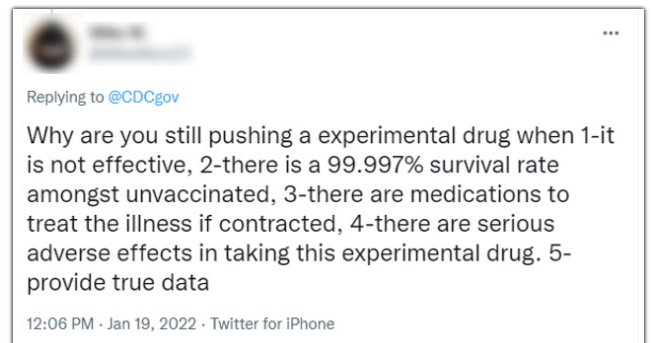 Replying to @CDCgov
Why are you still pushing a experimental drug when 1-it
is not effective, 2-there is a 99.997% survival rate
amongst unvaccinated, 3-there are medications to
treat the illness if contracted, 4-there are serious
adverse effects in taking this experimental drug. 5-
provide true data
12:06 PM · Jan 19, 2022 · Twitter for iPhone